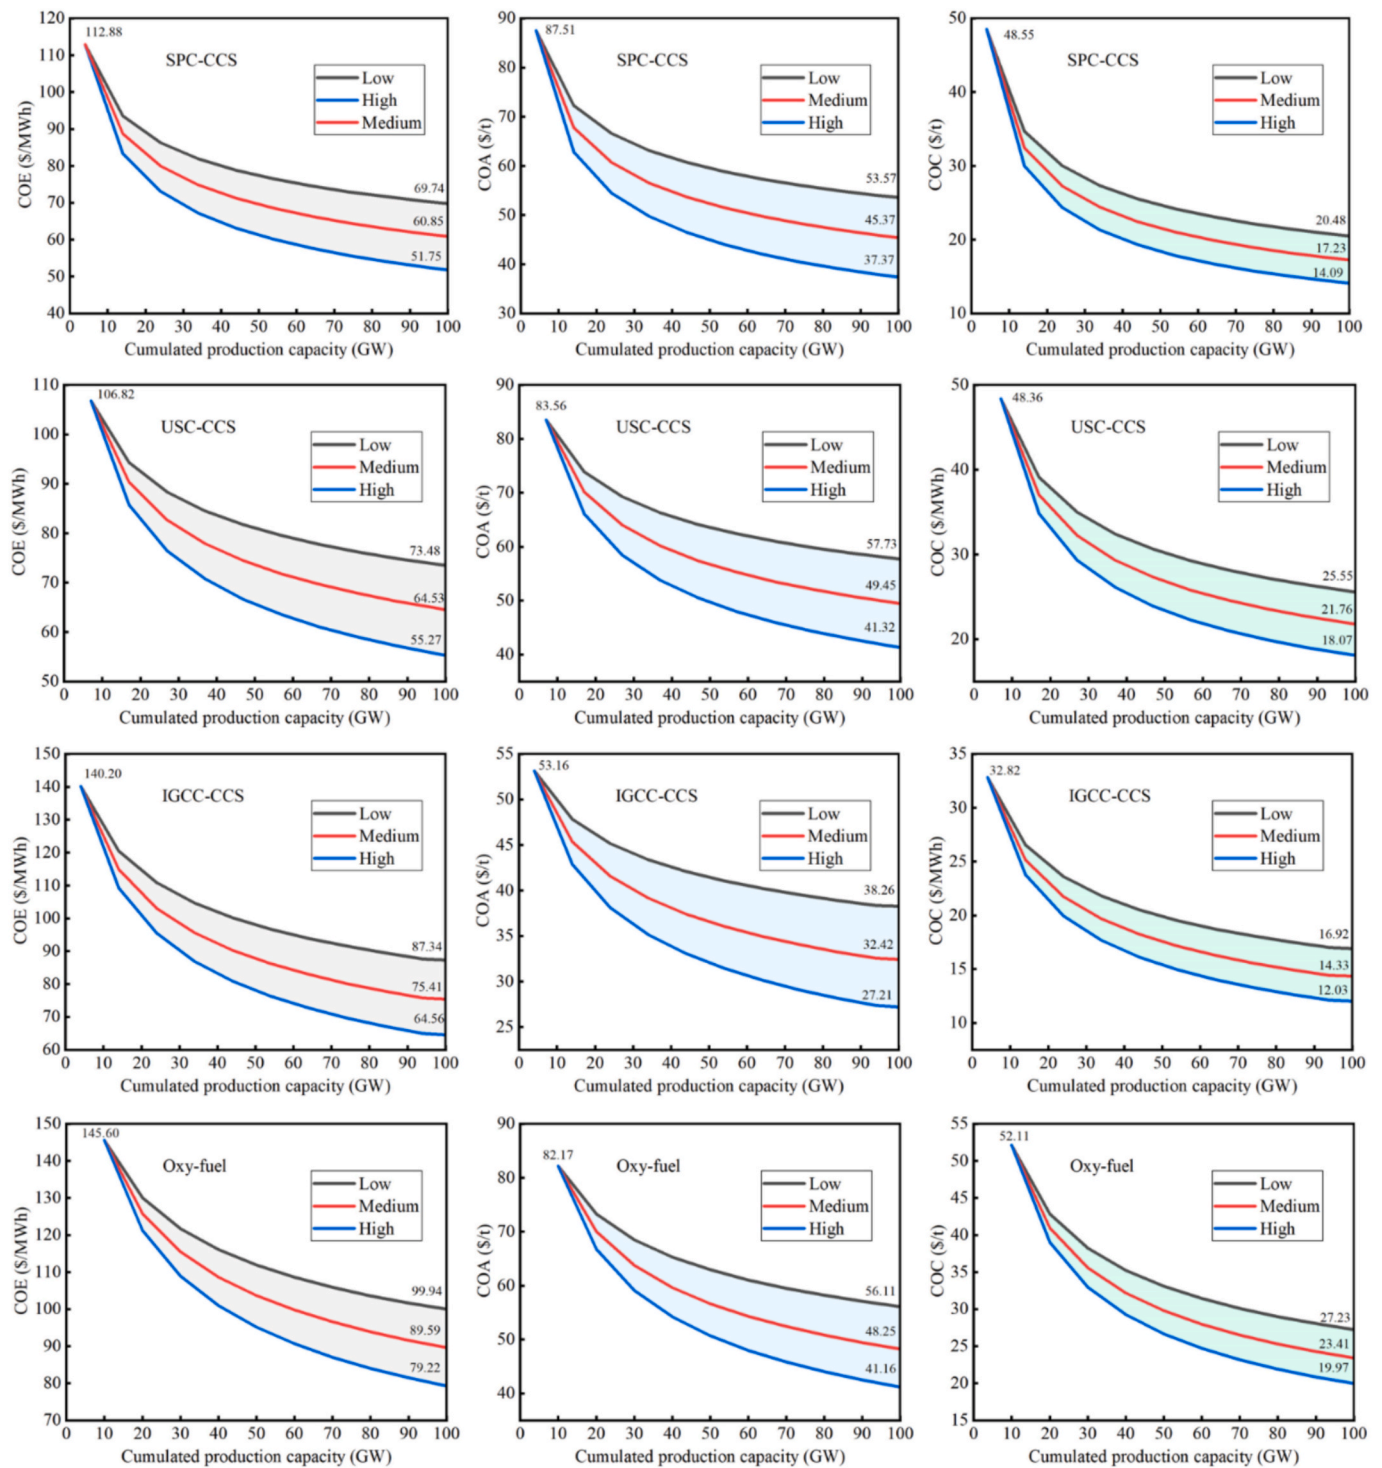 120
110
100
90
80
70
60
50
40
COE ($/MWh)
112.88
SPC-CCS
Low
High
Medium
69.74
60.85
51.75
0 10 20 30 40 50 60 70 80 90 100
Cumulated production capacity (GW)
90
80
70
60
50
40
30
COA ($/t)
87.51
SPC-CCS
Low
Medium
High
53.57
45.37
37.37
0 10 20 30 40 50 60 70 80 90 100
Cumulated production capacity (GW)
50
40
30
20
10
COC ($/t)
48.55
SPC-CCS
Low
Medium
High
20.48
17.23
14.09
0 10 20 30 40 50 60 70 80 90 100
Cumulated production capacity (GW)
110
100
90
80
70
60
50
COE ($/MWh)
106.82
USC-CCS
Low
Medium
High
73.48
64.53
55.27
0 10 20 30 40 50 60 70 80 90 100
Cumulated production capacity (GW)
90
80
70
60
50
40
COA ($/t)
83.56
USC-CCS
Low
Medium
High
57.73
49.45
41.32
0 10 20 30 40 50 60 70 80 90 100
Cumulated production capacity (GW)
50
40
30
20
COC ($/MWh)
48.36
USC-CCS
Low
Medium
High
25.55
21.76
18.07
0 10 20 30 40 50 60 70 80 90 100
Cumulated production capacity (GW)
150
140
130
120
110
100
90
80
70
60
COE ($/MWh)
140.20
IGCC-CCS
Low
Medium
High
87.34
75.41
64.56
0 10 20 30 40 50 60 70 80 90 100
Cumulated production capacity (GW)
55
50
45
40
35
30
25
COA ($/t)
53.16
IGCC-CCS
Low
Medium
High
38.26
32.42
27.21
0 10 20 30 40 50 60 70 80 90 100
Cumulated production capacity (GW)
35
30
25
20
15
10
COC ($/MWh)
32.82
IGCC-CCS
Low
Medium
High
16.92
14.33
12.03
0 10 20 30 40 50 60 70 80 90 100
Cumulated production capacity (GW)
150
140
130
120
110
100
90
80
70
COE ($/MWh)
145.60
Oxy-fuel
Low
Medium
High
99.94
89.59
79.22
0 10 20 30 40 50 60 70 80 90 100
Cumulated production capacity (GW)
90
80
70
60
50
40
COA ($/t)
82.17
Oxy-fuel
Low
Medium
High
56.11
48.25
41.16
0 10 20 30 40 50 60 70 80 90 100
Cumulated production capacity (GW)
55
50
45
40
35
30
25
20
15
COC ($/t)
52.11
Oxy-fuel
Low
Medium
High
27.23
23.41
19.97
0 10 20 30 40 50 60 70 80 90 100
Cumulated production capacity (GW)